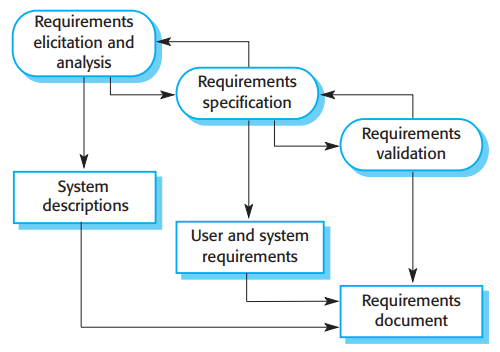 Requirements
elicitation and
analysis
Requirements
specification
Requirements
validation
System
descriptions
User and system
requirements
Requirements
document